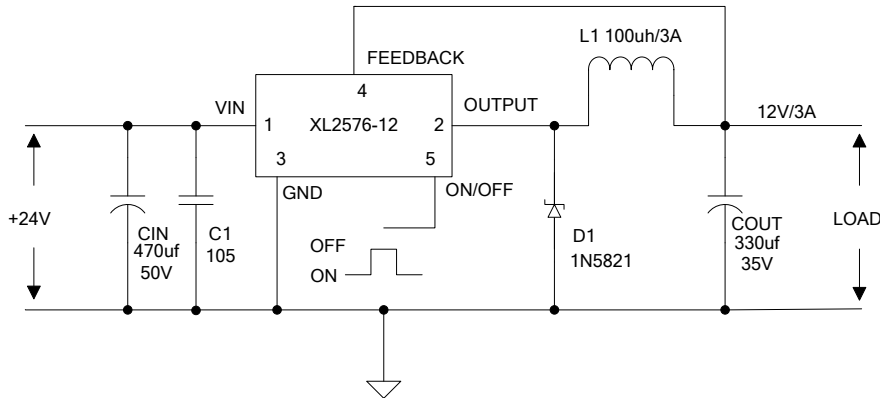 L1 100uh/3A
FEEDBACK
4
VIN
OUTPUT
12V/3A
1
XL2576-12
2
3
5
GND
ON/OFF
+24V
CIN
470uf
50V
C1
105
OFF
ON
D1
1N5821
COUT
330uf
35V
LOAD